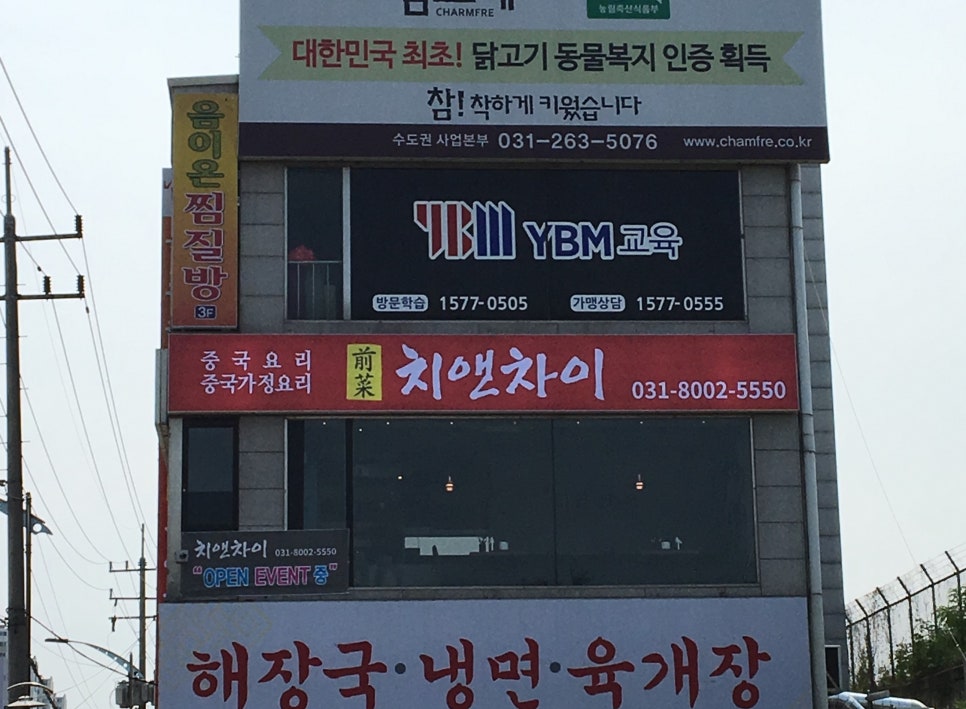 CHARMFRE
농림축산식품부
대한민국 최초! 닭고기 동물복지 인증 획득
참! 착하게 키웠습니다
수도권 사업본부 031-263-5076 www.chamfre.co.kr
음이온찜질방
3F
YBM YBM교육
방문학습 1577-0505 가맹상담 1577-0555
중국요리
중국가정요리
前菜
치앤차이
031-8002-5550
치앤차이 031-8002-5550
"OPEN EVENT 중"
해장국·냉면·육개장